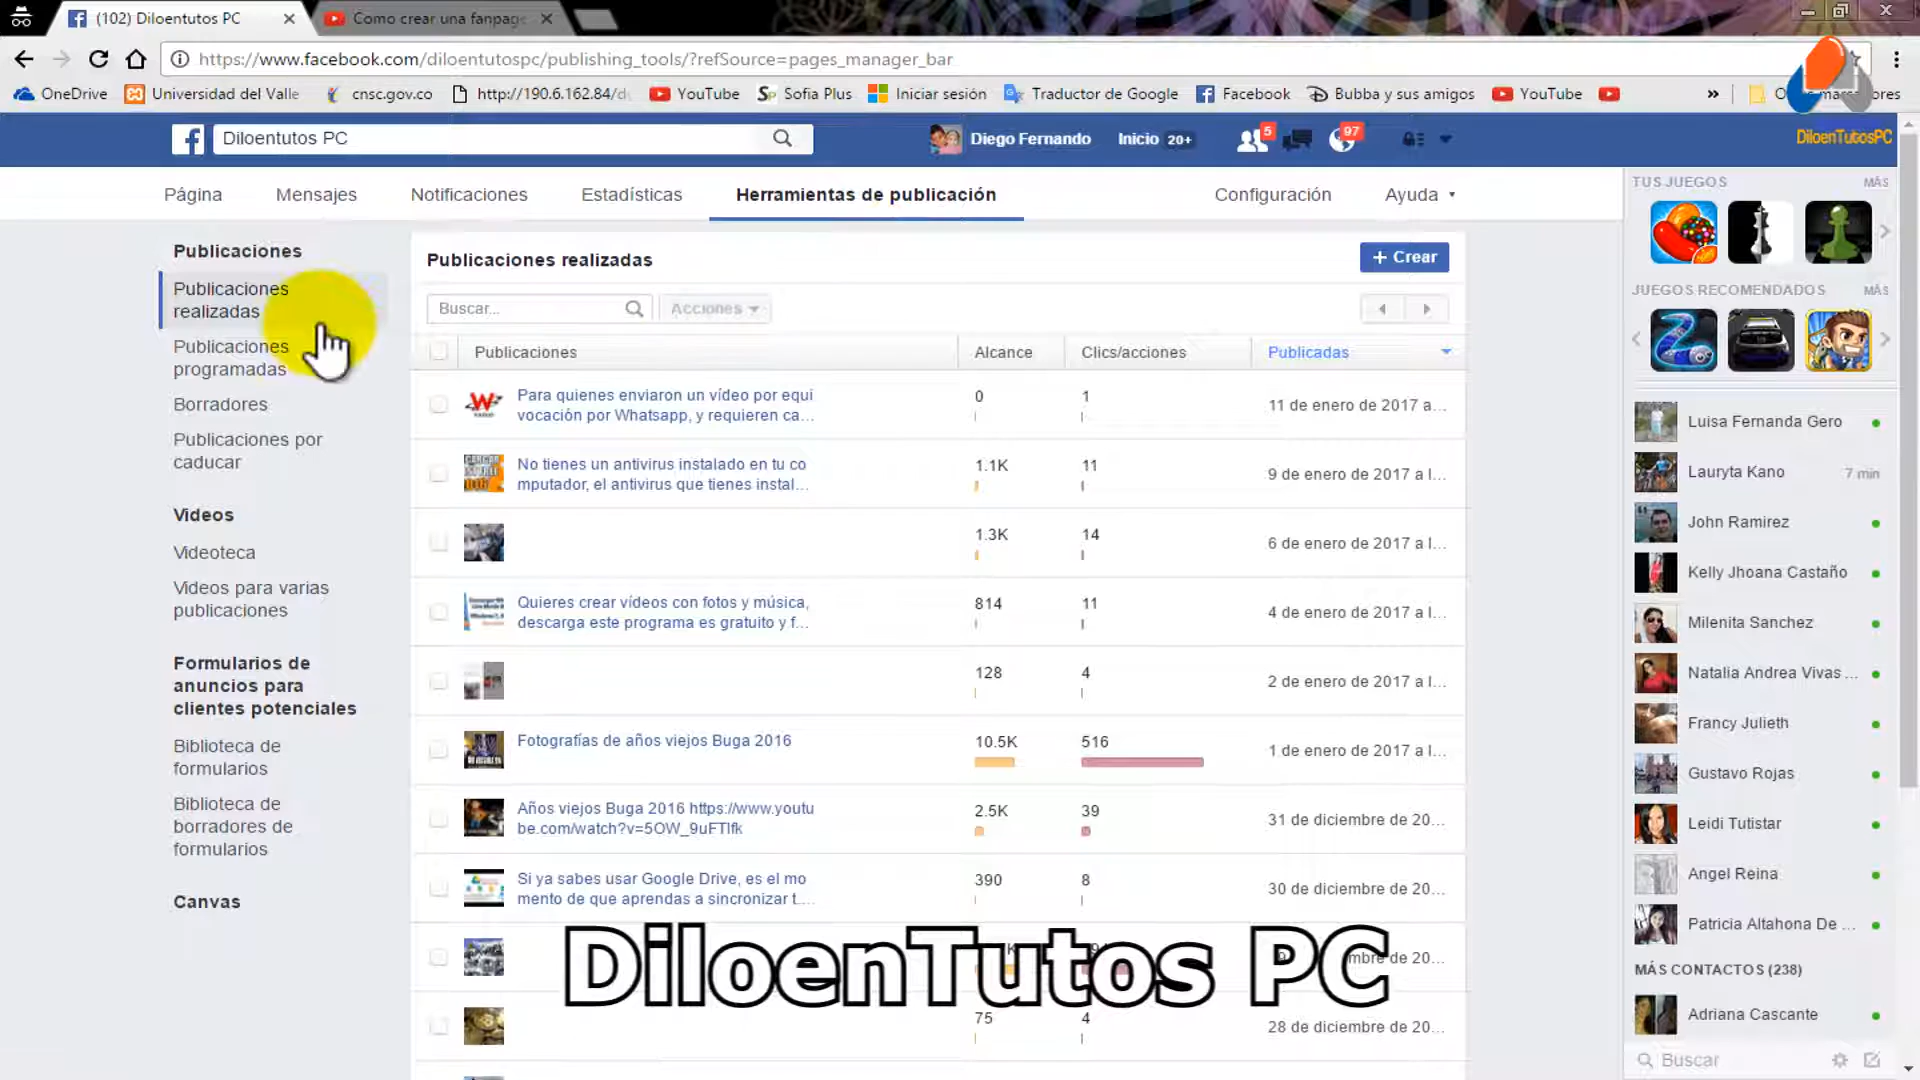 (102) Diloentutos PC
Como crear una fanpage
https://www.facebook.com/diloentutospc/publishing_tools/?refSource=pages_manager_bar
OneDrive
Universidad del Valle
cnsc.gov.co
http://190.6.162.84/d
YouTube
Sofia Plus
Iniciar sesión
Traductor de Google
Facebook
Bubba y sus amigos
YouTube
»
Diloentutos PC
Diego Fernando
Inicio 20+
5
97
DiloenTutosPC
Página
Mensajes
Notificaciones
Estadísticas
Herramientas de publicación
Configuración
Ayuda
Publicaciones
Publicaciones
realizadas
Publicaciones
programadas
Borradores
Publicaciones por
caducar
Videos
Videoteca
Videos para varias
publicaciones
Formularios de
anuncios para
clientes potenciales
Biblioteca de
formularios
Biblioteca de
borradores de
formularios
Canvas
Publicaciones realizadas
+ Crear
Buscar...
Acciones
Publicaciones
Alcance
Clics/acciones
Publicadas
Para quienes enviaron un vídeo por equi
vocación por Whatsapp, y requieren ca...
0
1
11 de enero de 2017 a...
No tienes un antivirus instalado en tu co
mputador, el antivirus que tienes instal...
1.1K
11
9 de enero de 2017 a l...
1.3K
14
6 de enero de 2017 a l...
Quieres crear vídeos con fotos y música,
descarga este programa es gratuito y f...
814
11
4 de enero de 2017 a l...
128
4
2 de enero de 2017 a l...
Fotografías de años viejos Buga 2016
10.5K
516
1 de enero de 2017 a l...
Años viejos Buga 2016 https://www.youtu
be.com/watch?v=5OW_9uFTlfk
2.5K
39
31 de diciembre de 20...
Si ya sabes usar Google Drive, es el mo
mento de que aprendas a sincronizar t....
390
8
30 de diciembre de 20...
DiloenTutos PC
75
4
28 de diciembre de 20...
TUS JUEGOS
MÁS
JUEGOS RECOMENDADOS
MÁS
Luisa Fernanda Gero
Lauryta Kano
7 min
John Ramirez
Kelly Jhoana Castaño
Milenita Sanchez
Natalia Andrea Vivas ...
Francy Julieth
Gustavo Rojas
Leidi Tutistar
Angel Reina
Patricia Altahona De ...
MÁS CONTACTOS (238)
Adriana Cascante
Buscar